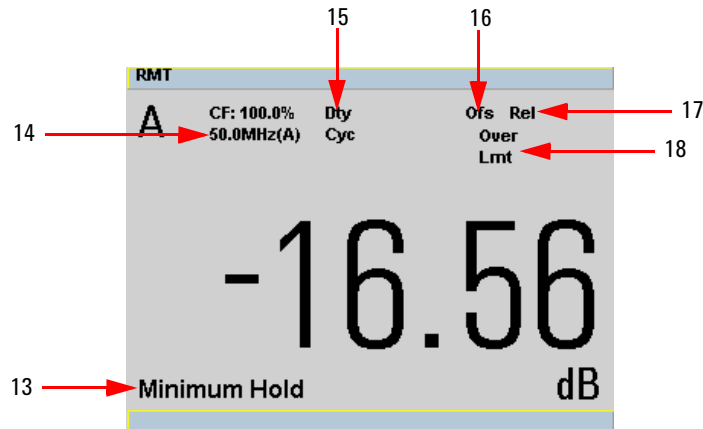 15
16
RMT
A
CF: 100.0%
Dty
Ofs Rel
17
14
50.0MHz(A)
Cyc
Over
Lmt
18
-16.56
13
Minimum Hold
dB